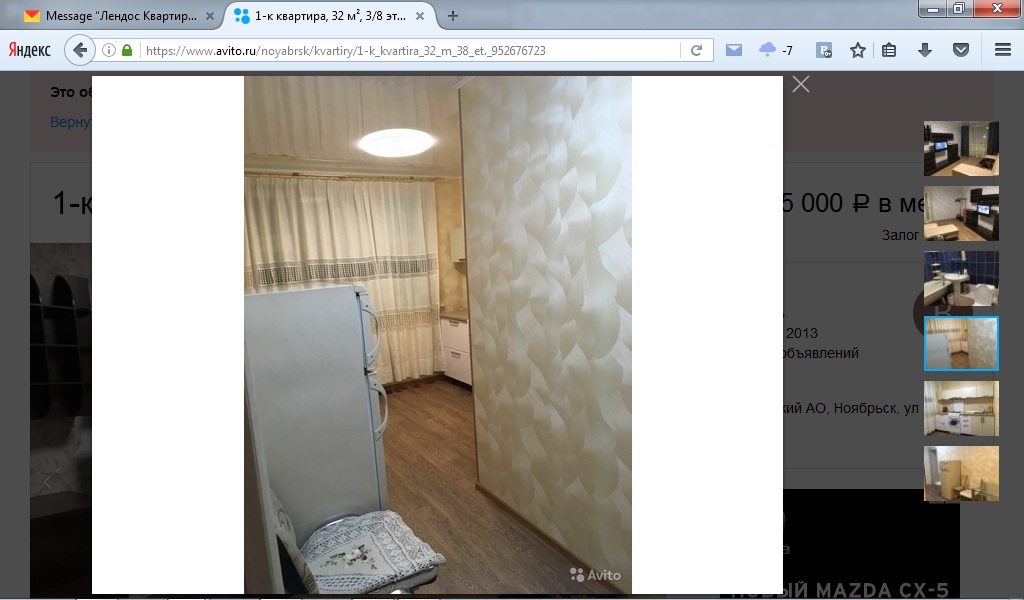 Message "Лендос Квартир...
1-к квартира, 32 м², 3/8 эт...
Яндекс
https://www.avito.ru/noyabrsk/kvartiry/1-k_kvartira_32_m_38_et._952676723
-7
Это об
Верну
1-к
5 000 ₽ в ме
Залог
2013
объявлений
кий АО, Ноябрьск, ул
Avito
НОВЫЙ MAZDA CX-5